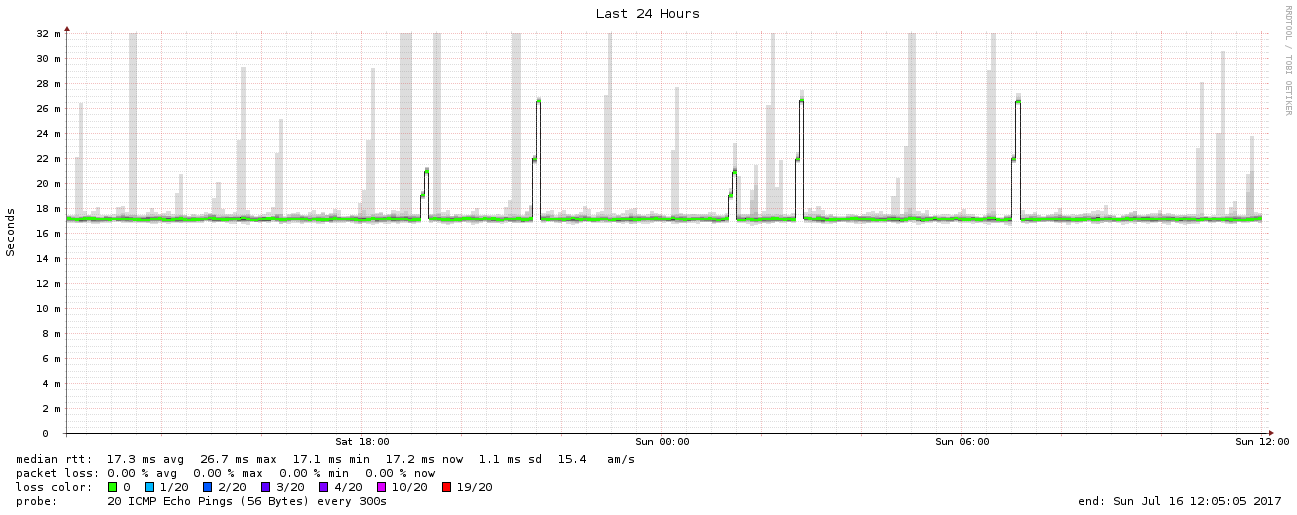 Last 24 Hours
RRDTOOL / TOBI OETIKER
Seconds
32 m
30 m
28 m
26 m
24 m
22 m
20 m
18 m
16 m
14 m
12 m
10 m
8 m
6 m
4 m
2 m
0
Sat 18:00 Sun 00:00 Sun 06:00 Sun 12:00
median rtt: 17.3 ms avg 26.7 ms max 17.1 ms min 17.2 ms now 1.1 ms sd 15.4 am/s
packet loss: 0.00 % avg 0.00 % max 0.00 % min 0.00 % now
loss color: 0 1/20 2/20 3/20 4/20 10/20 19/20
probe: 20 ICMP Echo Pings (56 Bytes) every 300s end: Sun Jul 16 12:05:05 2017